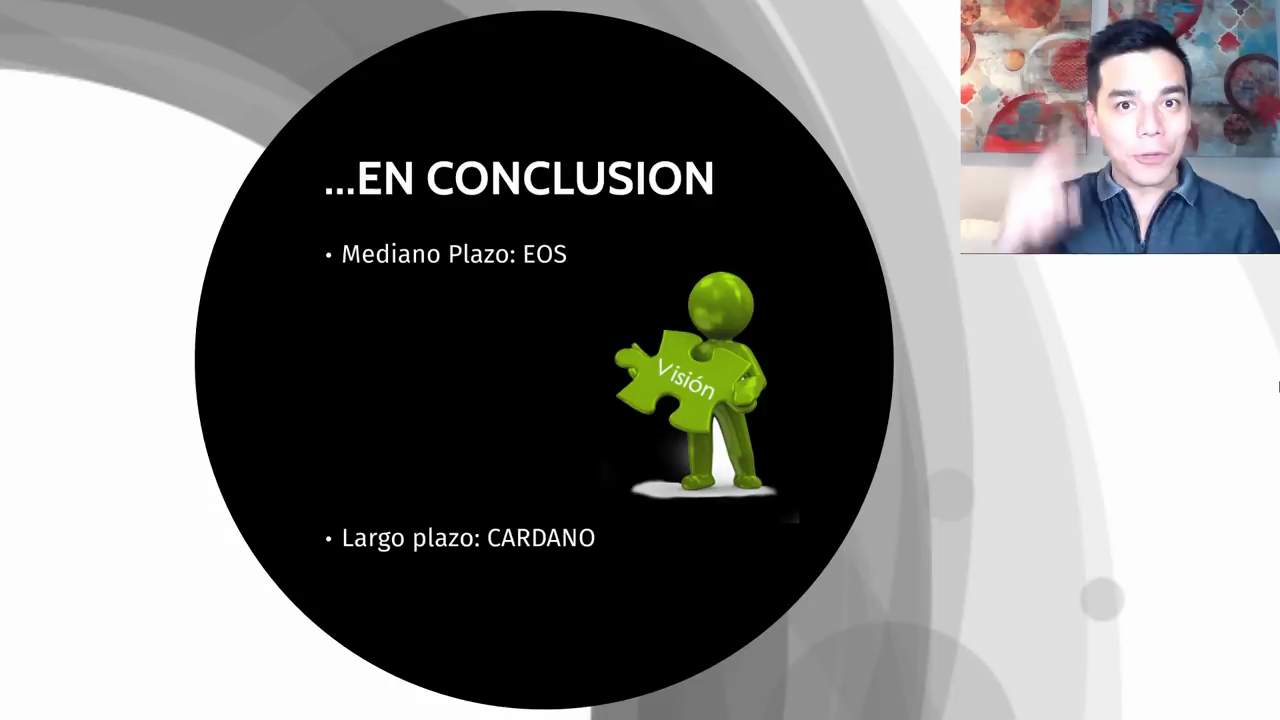 ...EN CONCLUSION
• Mediano Plazo: EOS
Visión
• Largo plazo: CARDANO